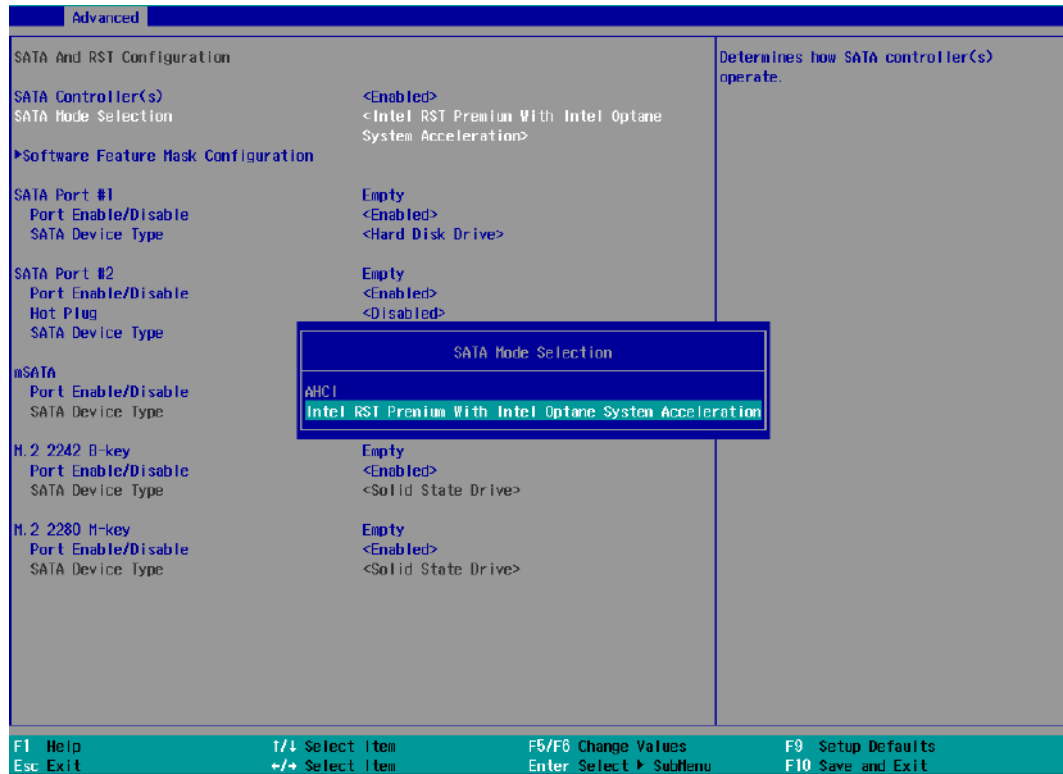 Advanced
SATA And RST Configuration
Determines how SATA controller(s)
operate.
SATA Controller(s) <Enabled>
SATA Mode Selection <Intel RST Premium With Intel Optane
System Acceleration>
▶Software Feature Mask Configuration
SATA Port #1 Empty
Port Enable/Disable <Enabled>
SATA Device Type <Hard Disk Drive>
SATA Port #2 Empty
Port Enable/Disable <Enabled>
Hot Plug <Disabled>
SATA Device Type
mSATA
Port Enable/Disable
SATA Device Type
SATA Mode Selection
AHCI
Intel RST Premium With Intel Optane System Acceleration
M.2 2242 B-key Empty
Port Enable/Disable <Enabled>
SATA Device Type <Solid State Drive>
M.2 2280 M-key Empty
Port Enable/Disable <Enabled>
SATA Device Type <Solid State Drive>
F1 Help ↑/↓ Select Item F5/F6 Change Values F9 Setup Defaults
Esc Exit ←/→ Select Item Enter Select ▶ SubMenu F10 Save and Exit